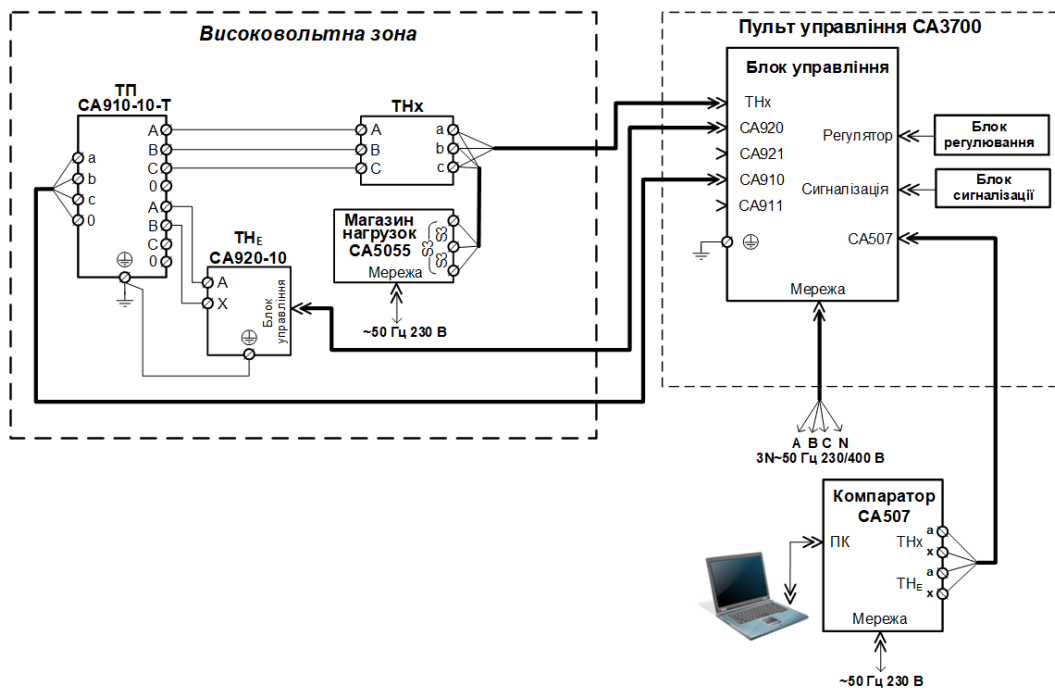 Високовольтна зона
ТП
СА910-10-Т
a
b
c
0
A
B
C
0
A
B
C
0
ТНх
A
B
C
a
b
c
Магазин
нагрузок
СА5055
S3
S3
S3
Мережа
~50 Гц 230 В
ТНЕ
СА920-10
A
X
Блок
управління
Пульт управління СА3700
Блок управління
ТНх
СА920
СА921
СА910
СА911
Регулятор
Сигналізація
СА507
Мережа
Блок
регулювання
Блок
сигналізації
A B C N
3N~50 Гц 230/400 В
Компаратор
СА507
ПК
ТНх
a
x
ТНЕ
a
x
Мережа
~50 Гц 230 В